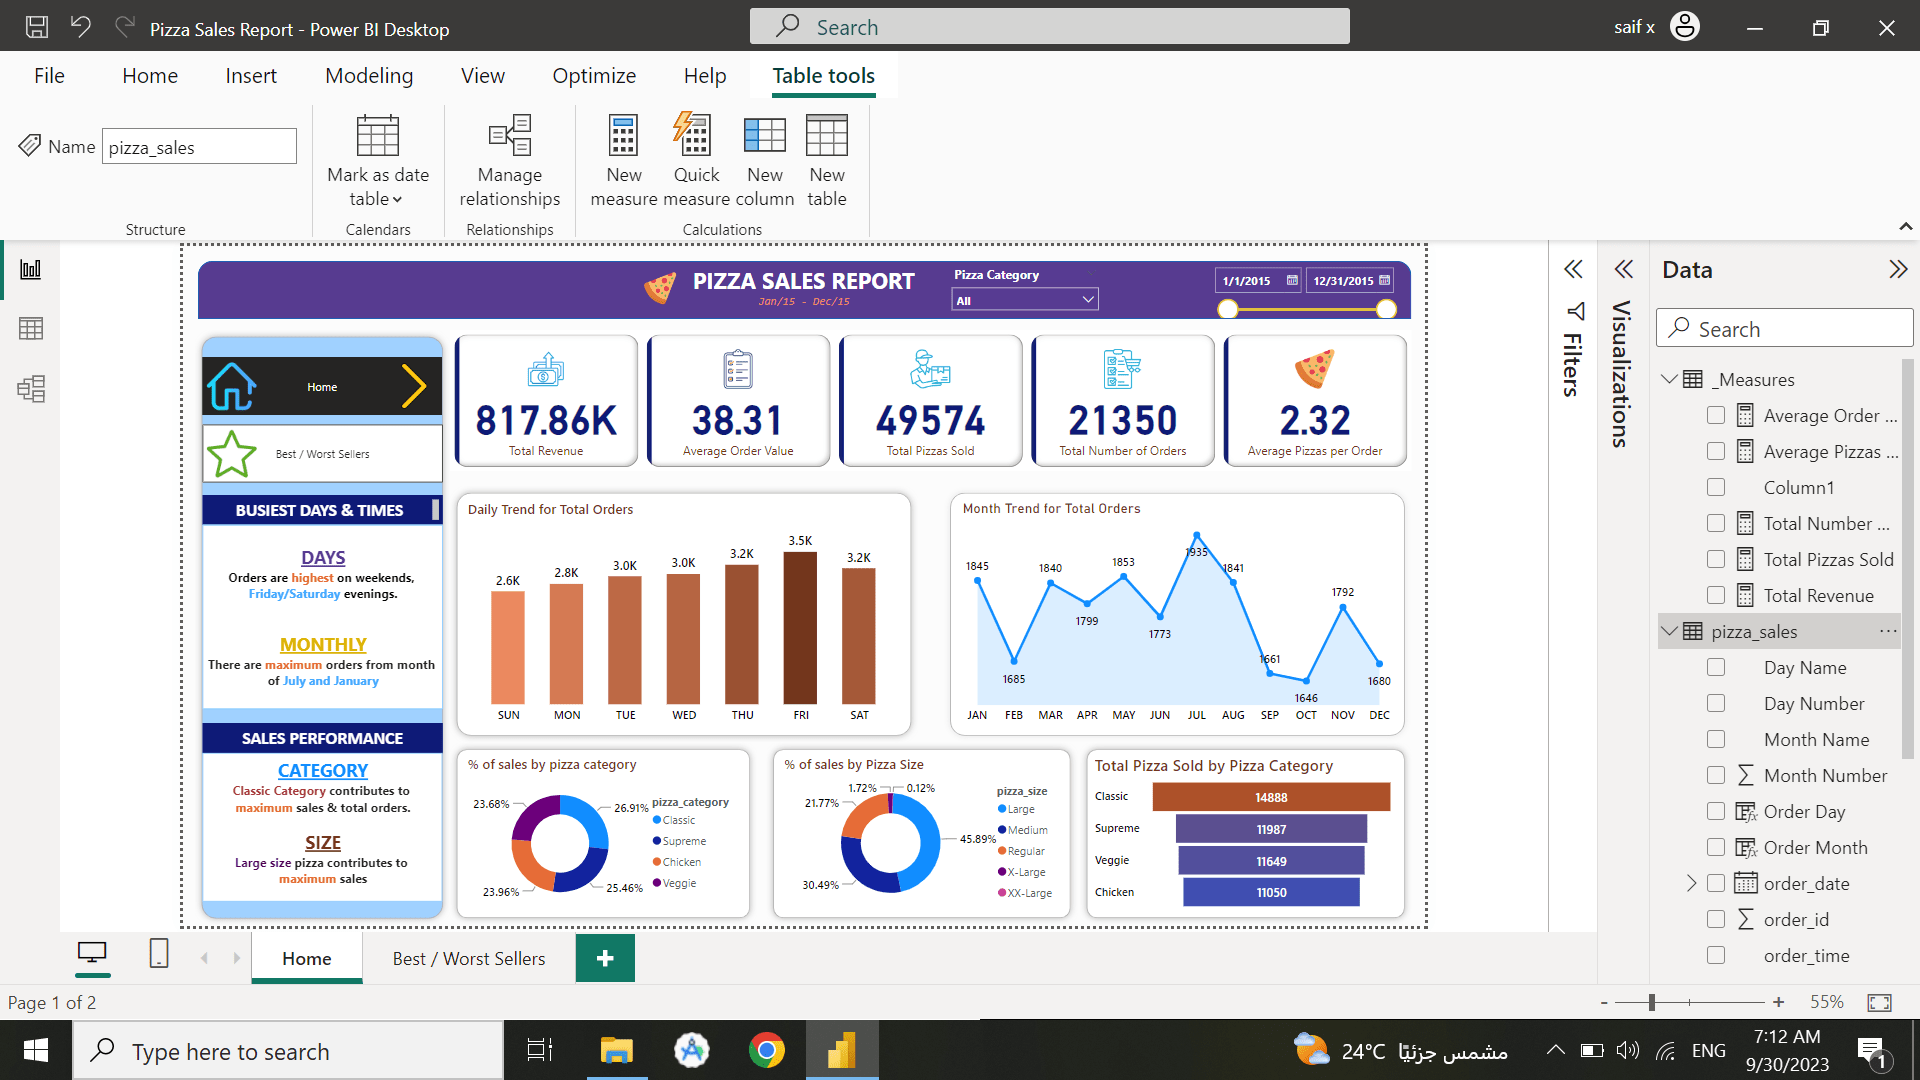 Pizza Sales Report - Power BI Desktop
Search
saif x
File
Home
Insert
Modeling
View
Optimize
Help
Table tools
Name
pizza_sales
Mark as date
table
Manage
relationships
New
measure
Quick
measure
New
column
New
table
Structure
Calendars
Relationships
Calculations
PIZZA SALES REPORT
Jan/15 - Dec/15
Pizza Category
All
1/1/2015
12/31/2015
Home
Best / Worst Sellers
BUSIEST DAYS & TIMES
DAYS
Orders are highest on weekends,
Friday/Saturday evenings.
MONTHLY
There are maximum orders from month
of July and January
SALES PERFORMANCE
CATEGORY
Classic Category contributes to
maximum sales & total orders.
SIZE
Large size pizza contributes to
maximum sales
817.86K
Total Revenue
38.31
Average Order Value
49574
Total Pizzas Sold
21350
Total Number of Orders
2.32
Average Pizzas per Order
Daily Trend for Total Orders
2.6K
2.8K
3.0K
3.0K
3.2K
3.5K
3.2K
SUN
MON
TUE
WED
THU
FRI
SAT
Month Trend for Total Orders
1845
1685
1840
1799
1853
1773
1935
1841
1661
1646
1792
1680
JAN
FEB
MAR
APR
MAY
JUN
JUL
AUG
SEP
OCT
NOV
DEC
% of sales by pizza category
23.68%
26.91%
23.96%
25.46%
pizza_category
Classic
Supreme
Chicken
Veggie
% of sales by Pizza Size
1.72%
0.12%
21.77%
45.89%
30.49%
pizza_size
Large
Medium
Regular
X-Large
XX-Large
Total Pizza Sold by Pizza Category
Classic
14888
Supreme
11987
Veggie
11649
Chicken
11050
Filters
Visualizations
Data
Search
_Measures
Average Order ...
Average Pizzas ...
Column1
Total Number ...
Total Pizzas Sold
Total Revenue
pizza_sales
Day Name
Day Number
Month Name
Month Number
Order Day
Order Month
order_date
order_id
order_time
Home
Best / Worst Sellers
Page 1 of 2
55%
Type here to search
24°C مشمس جزئيًا
ENG
7:12 AM
9/30/2023
1